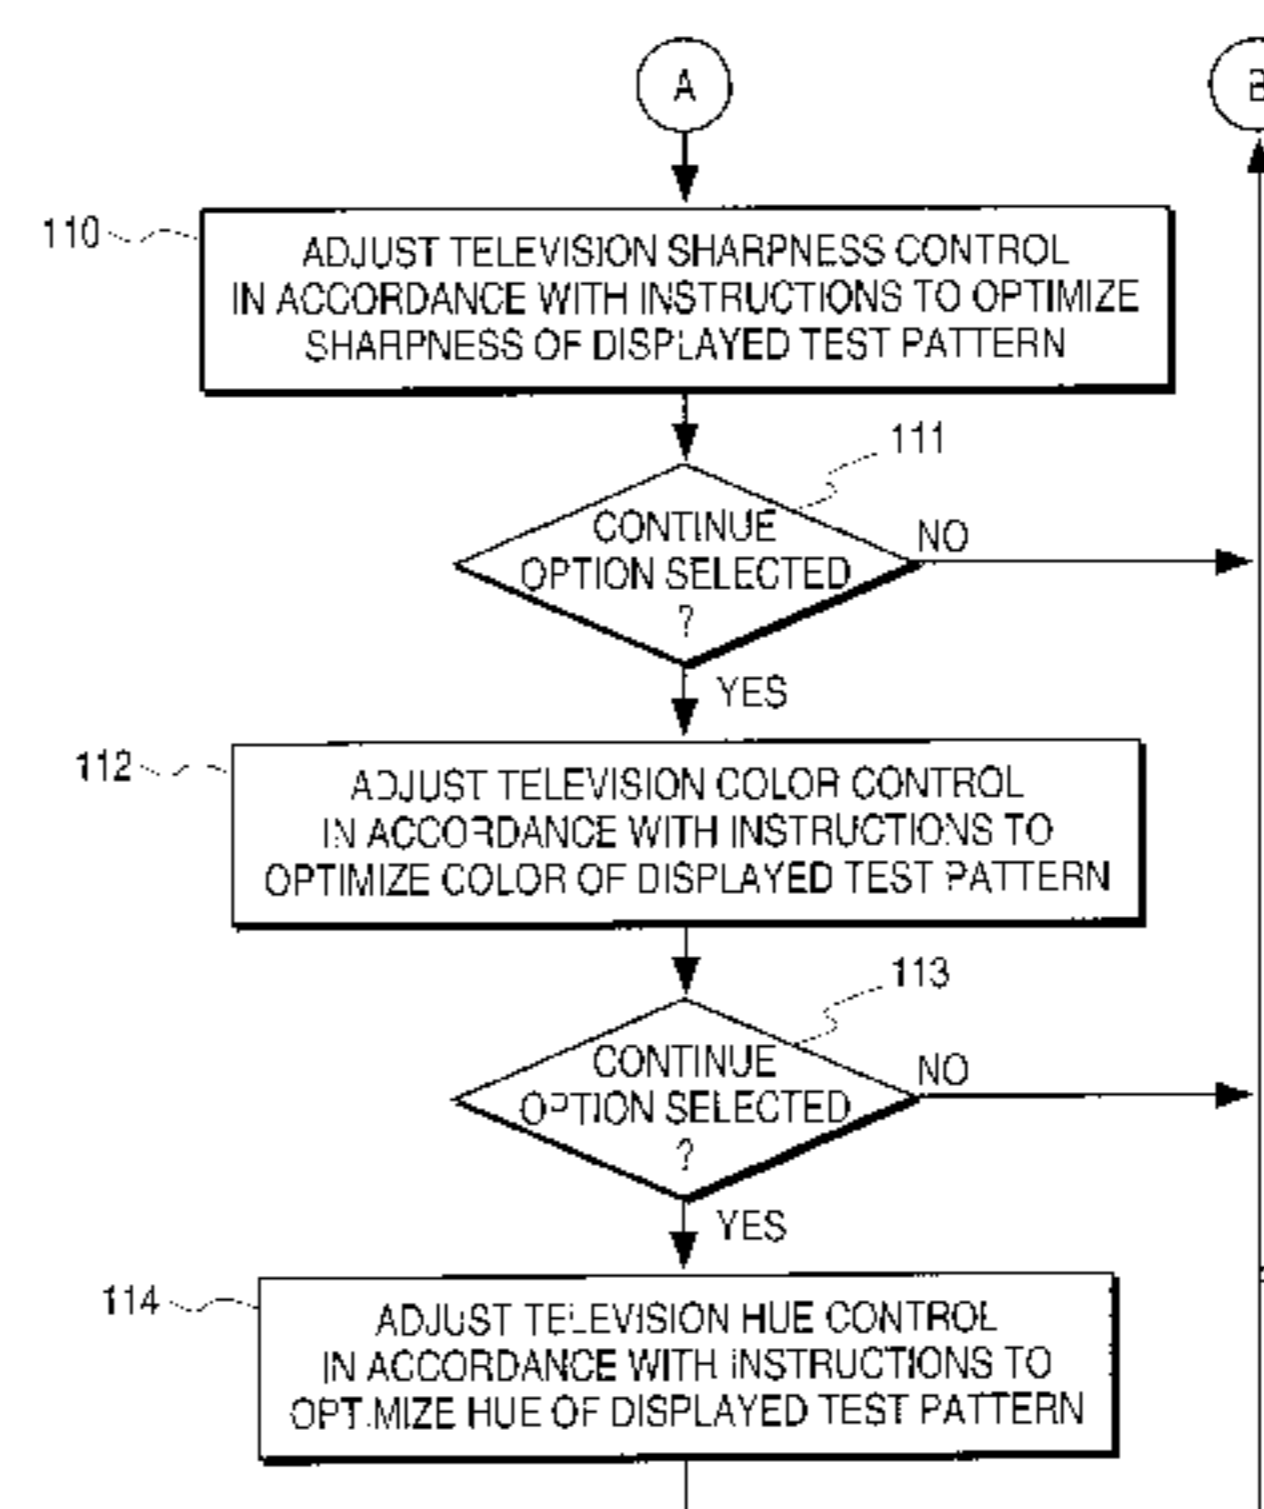 A
B
110
ADJUST TELEVISION SHARPNESS CONTROL
IN ACCORDANCE WITH INSTRUCTIONS TO OPTIMIZE
SHARPNESS OF DISPLAYED TEST PATTERN
111
CONTINUE
OPTION SELECTED
?
NO
YES
112
ADJUST TELEVISION COLOR CONTROL
IN ACCORDANCE WITH INSTRUCTIONS TO
OPTIMIZE COLOR OF DISPLAYED TEST PATTERN
113
CONTINUE
OPTION SELECTED
?
NO
YES
114
ADJUST TELEVISION HUE CONTROL
IN ACCORDANCE WITH INSTRUCTIONS TO
OPTIMIZE HUE OF DISPLAYED TEST PATTERN